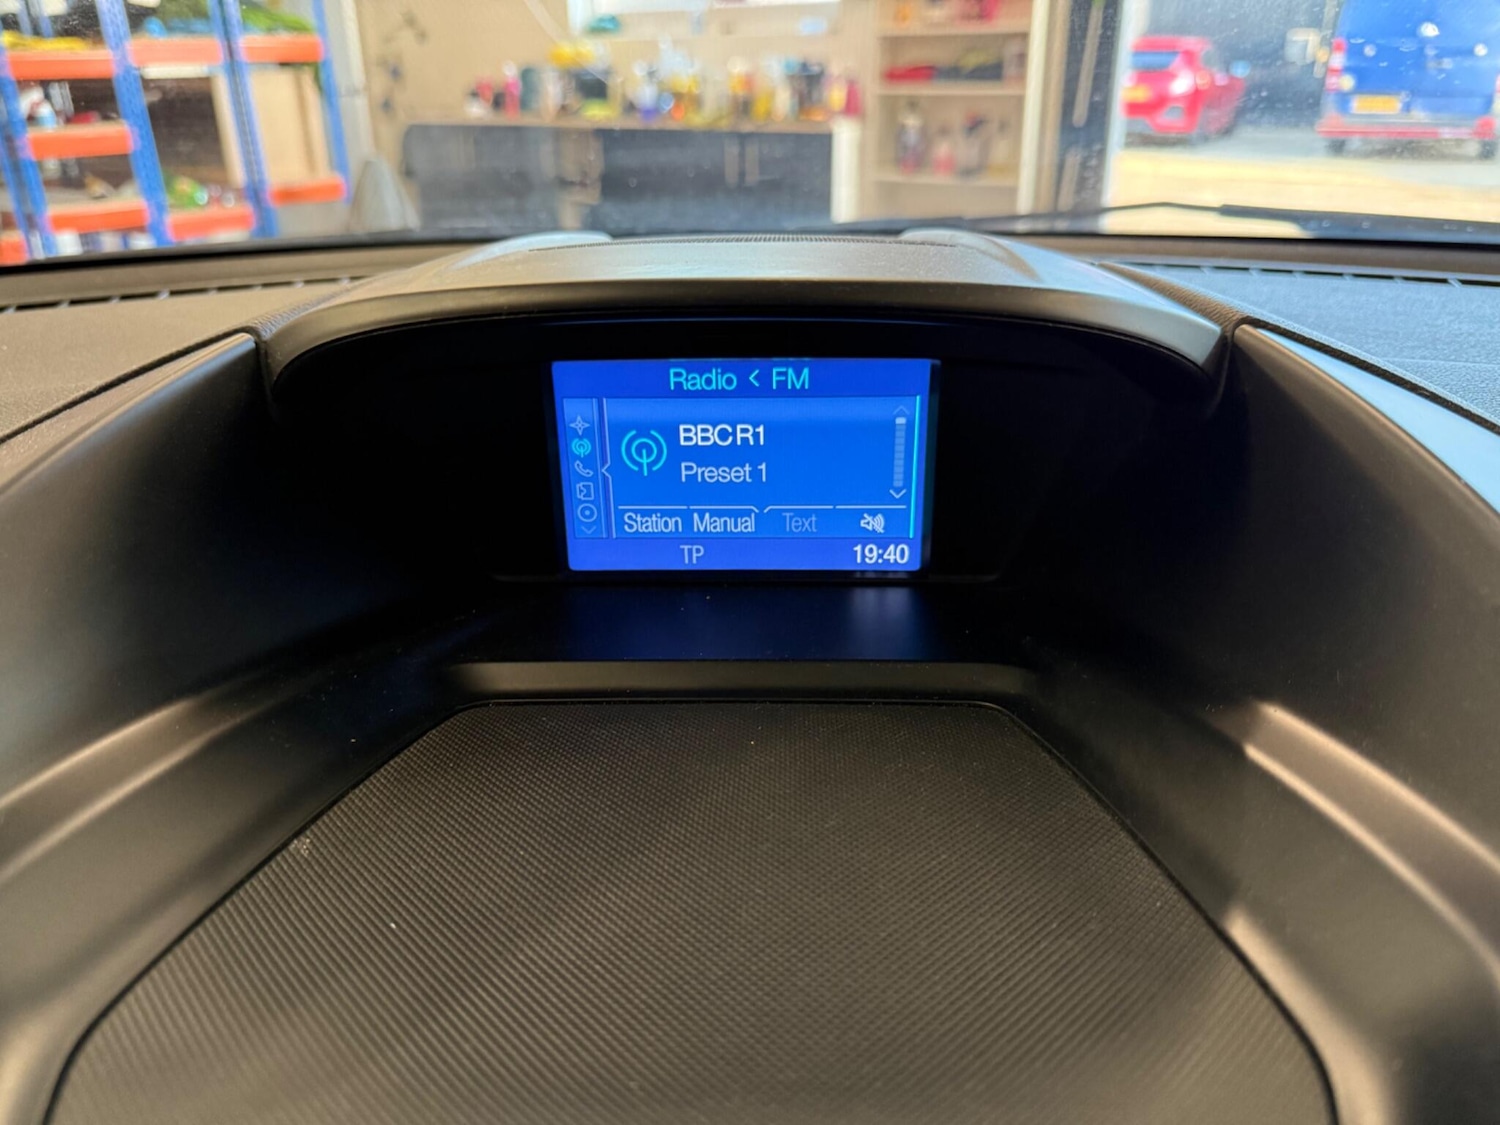 Radio < FM
BBC R1
Preset 1
Station Manual Text
TP 19:40